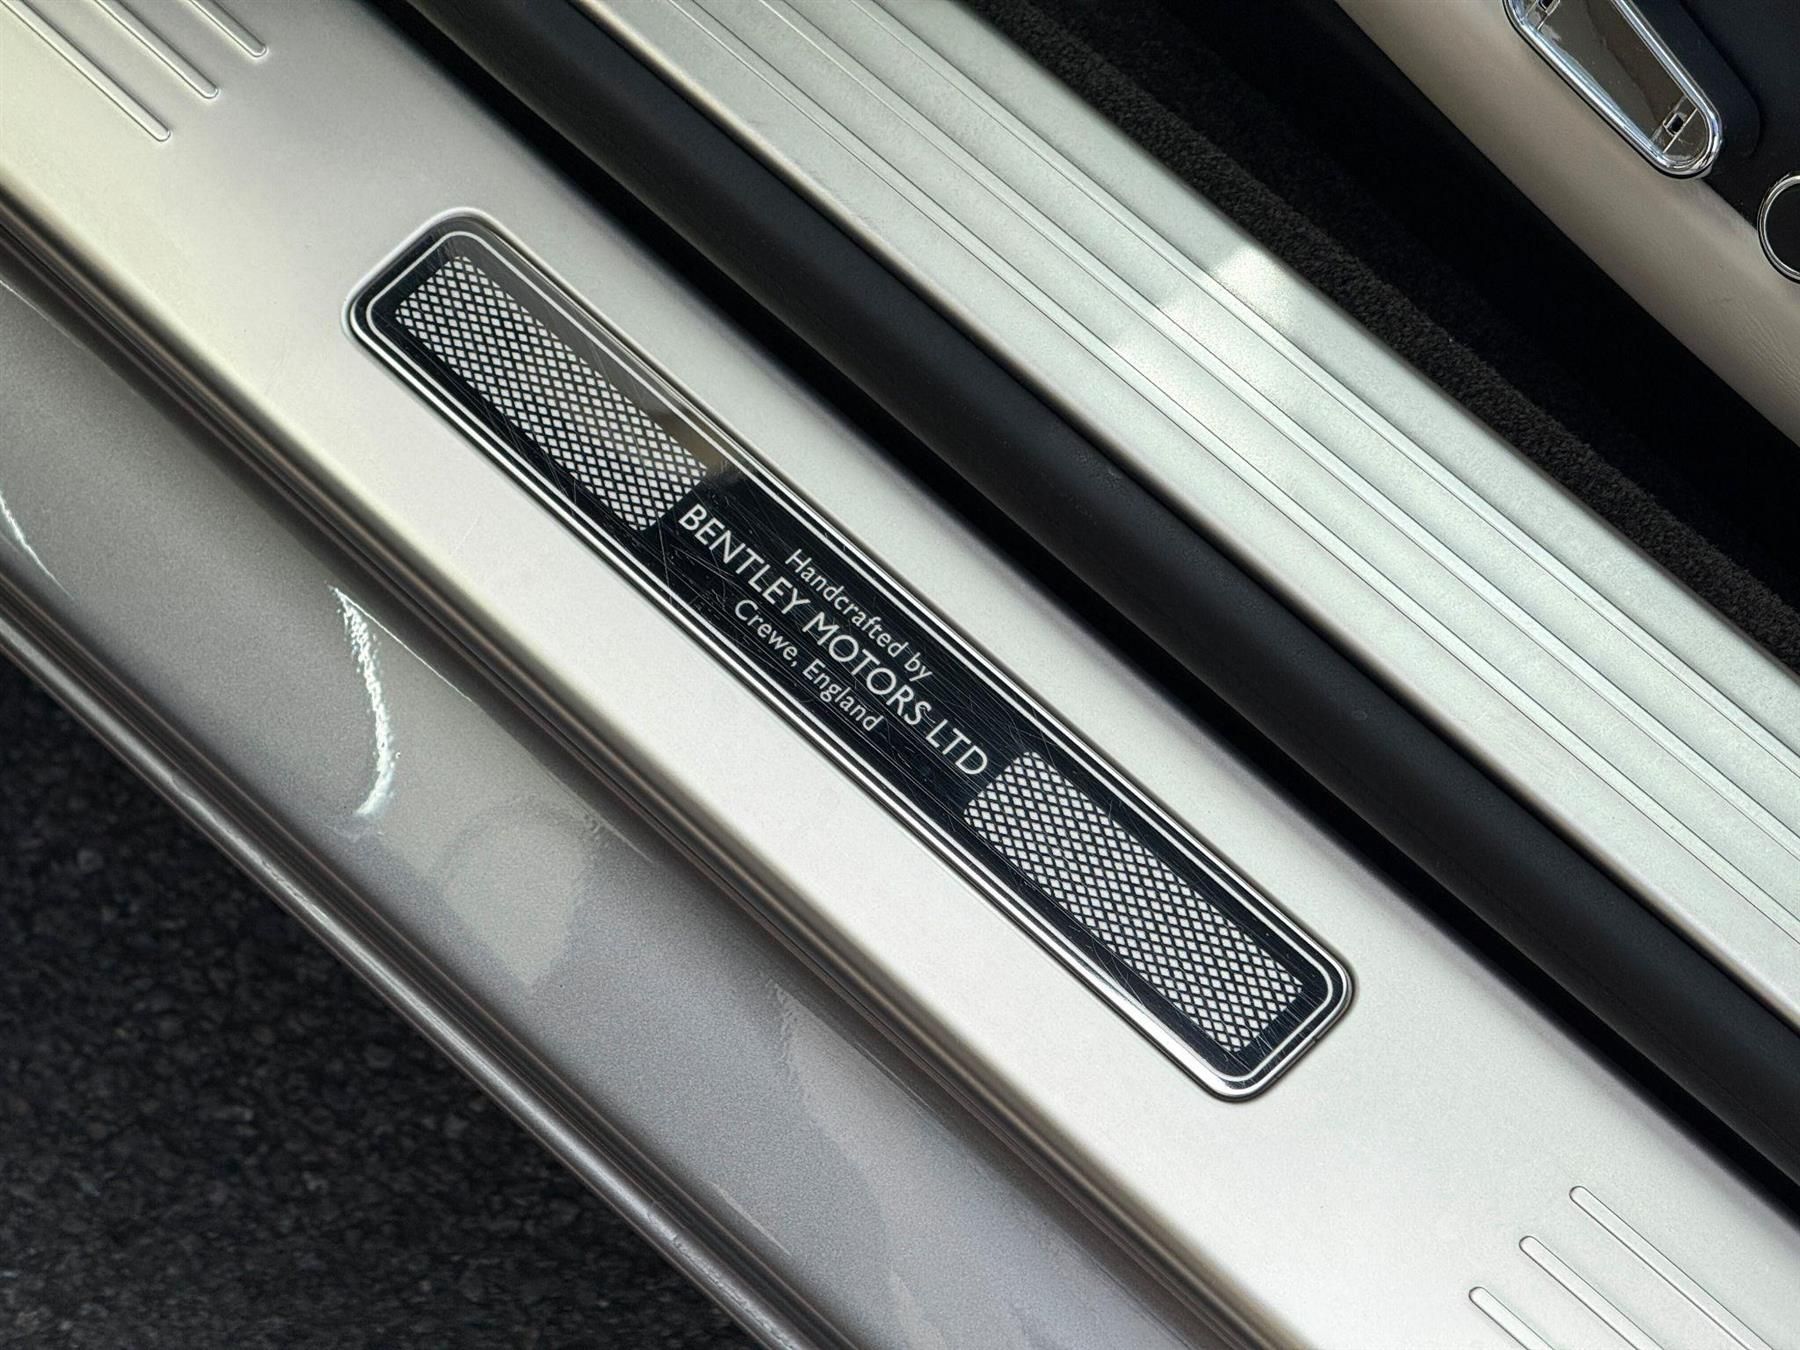 Handcrafted by
BENTLEY MOTORS LTD
Crewe, England